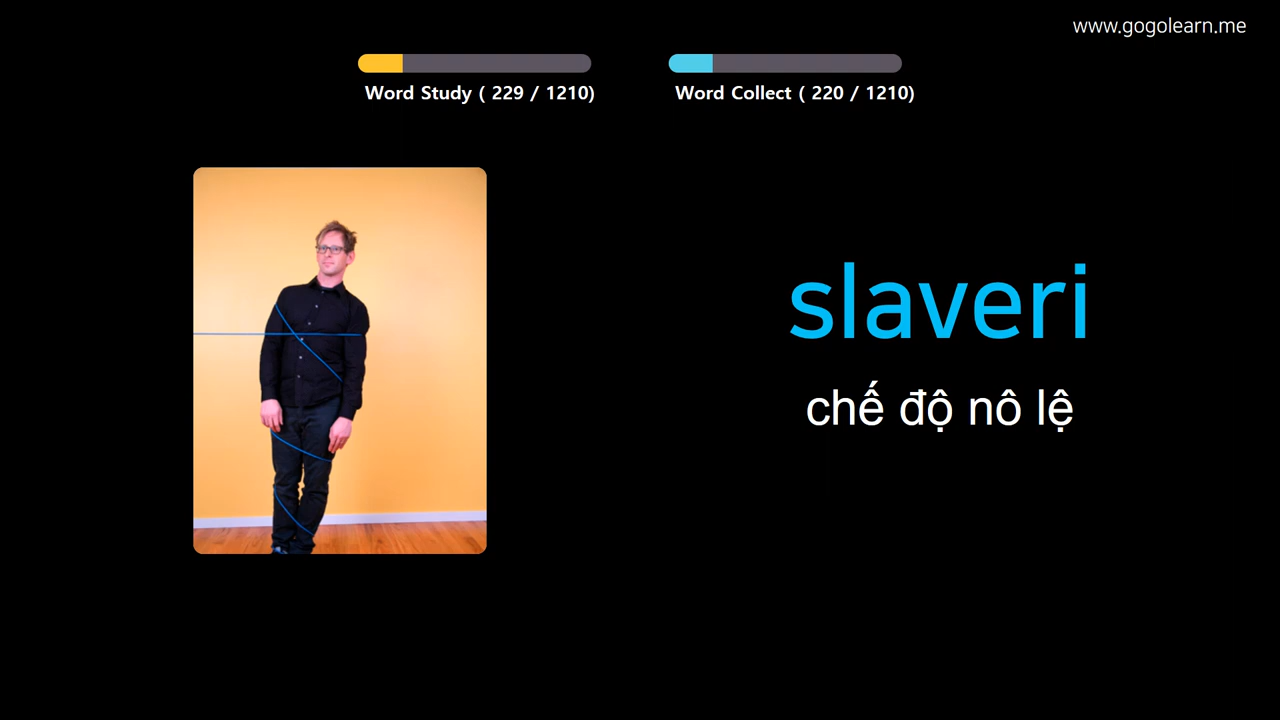 www.gogolearn.me
Word Study ( 229 / 1210)
Word Collect ( 220 / 1210)
slaveri
chế độ nô lệ